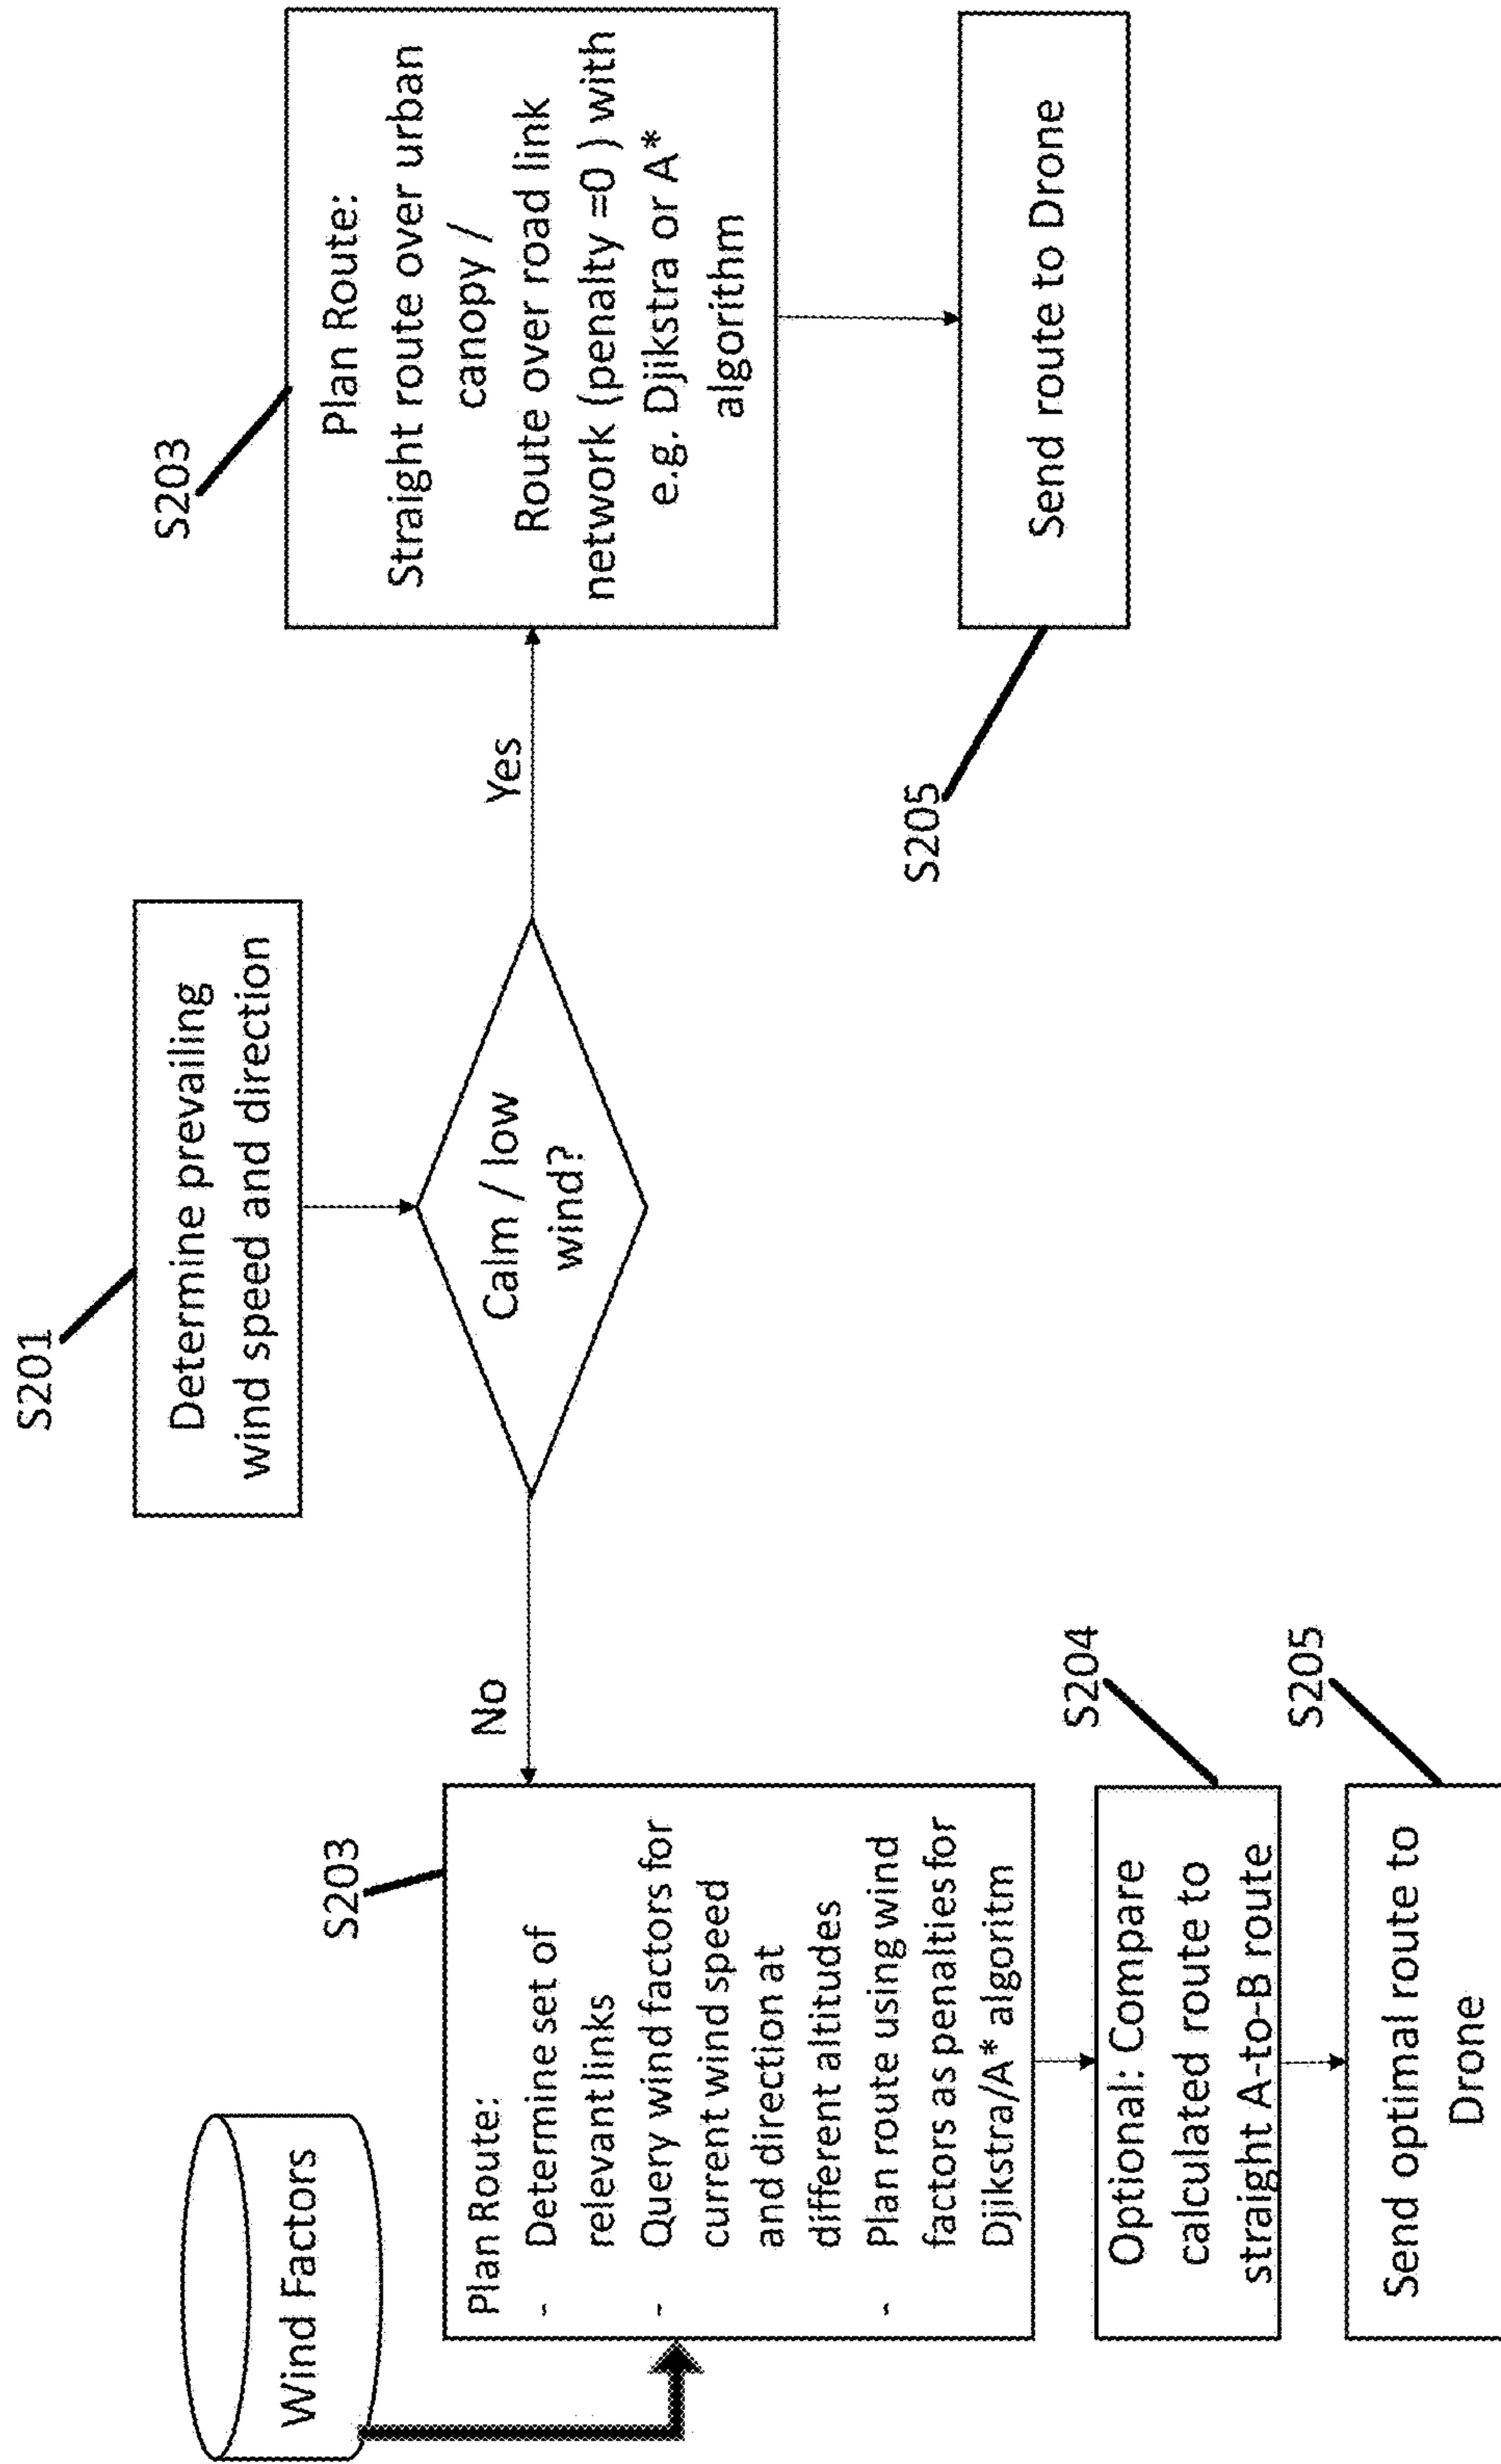 S201
Determine prevailing
wind speed and direction
Calm / low
wind?
No
Yes
Wind Factors
S203
Plan Route:
- Determine set of
relevant links
- Query wind factors for
current wind speed
and direction at
different altitudes
- Plan route using wind
factors as penalties for
Djikstra/A* algoritm
S204
Optional: Compare
calculated route to
straight A-to-B route
S205
Send optimal route to
Drone
S203
Plan Route:
Straight route over urban
canopy /
Route over road link
network (penalty =0 ) with
e.g. Djikstra or A*
algorithm
S205
Send route to Drone